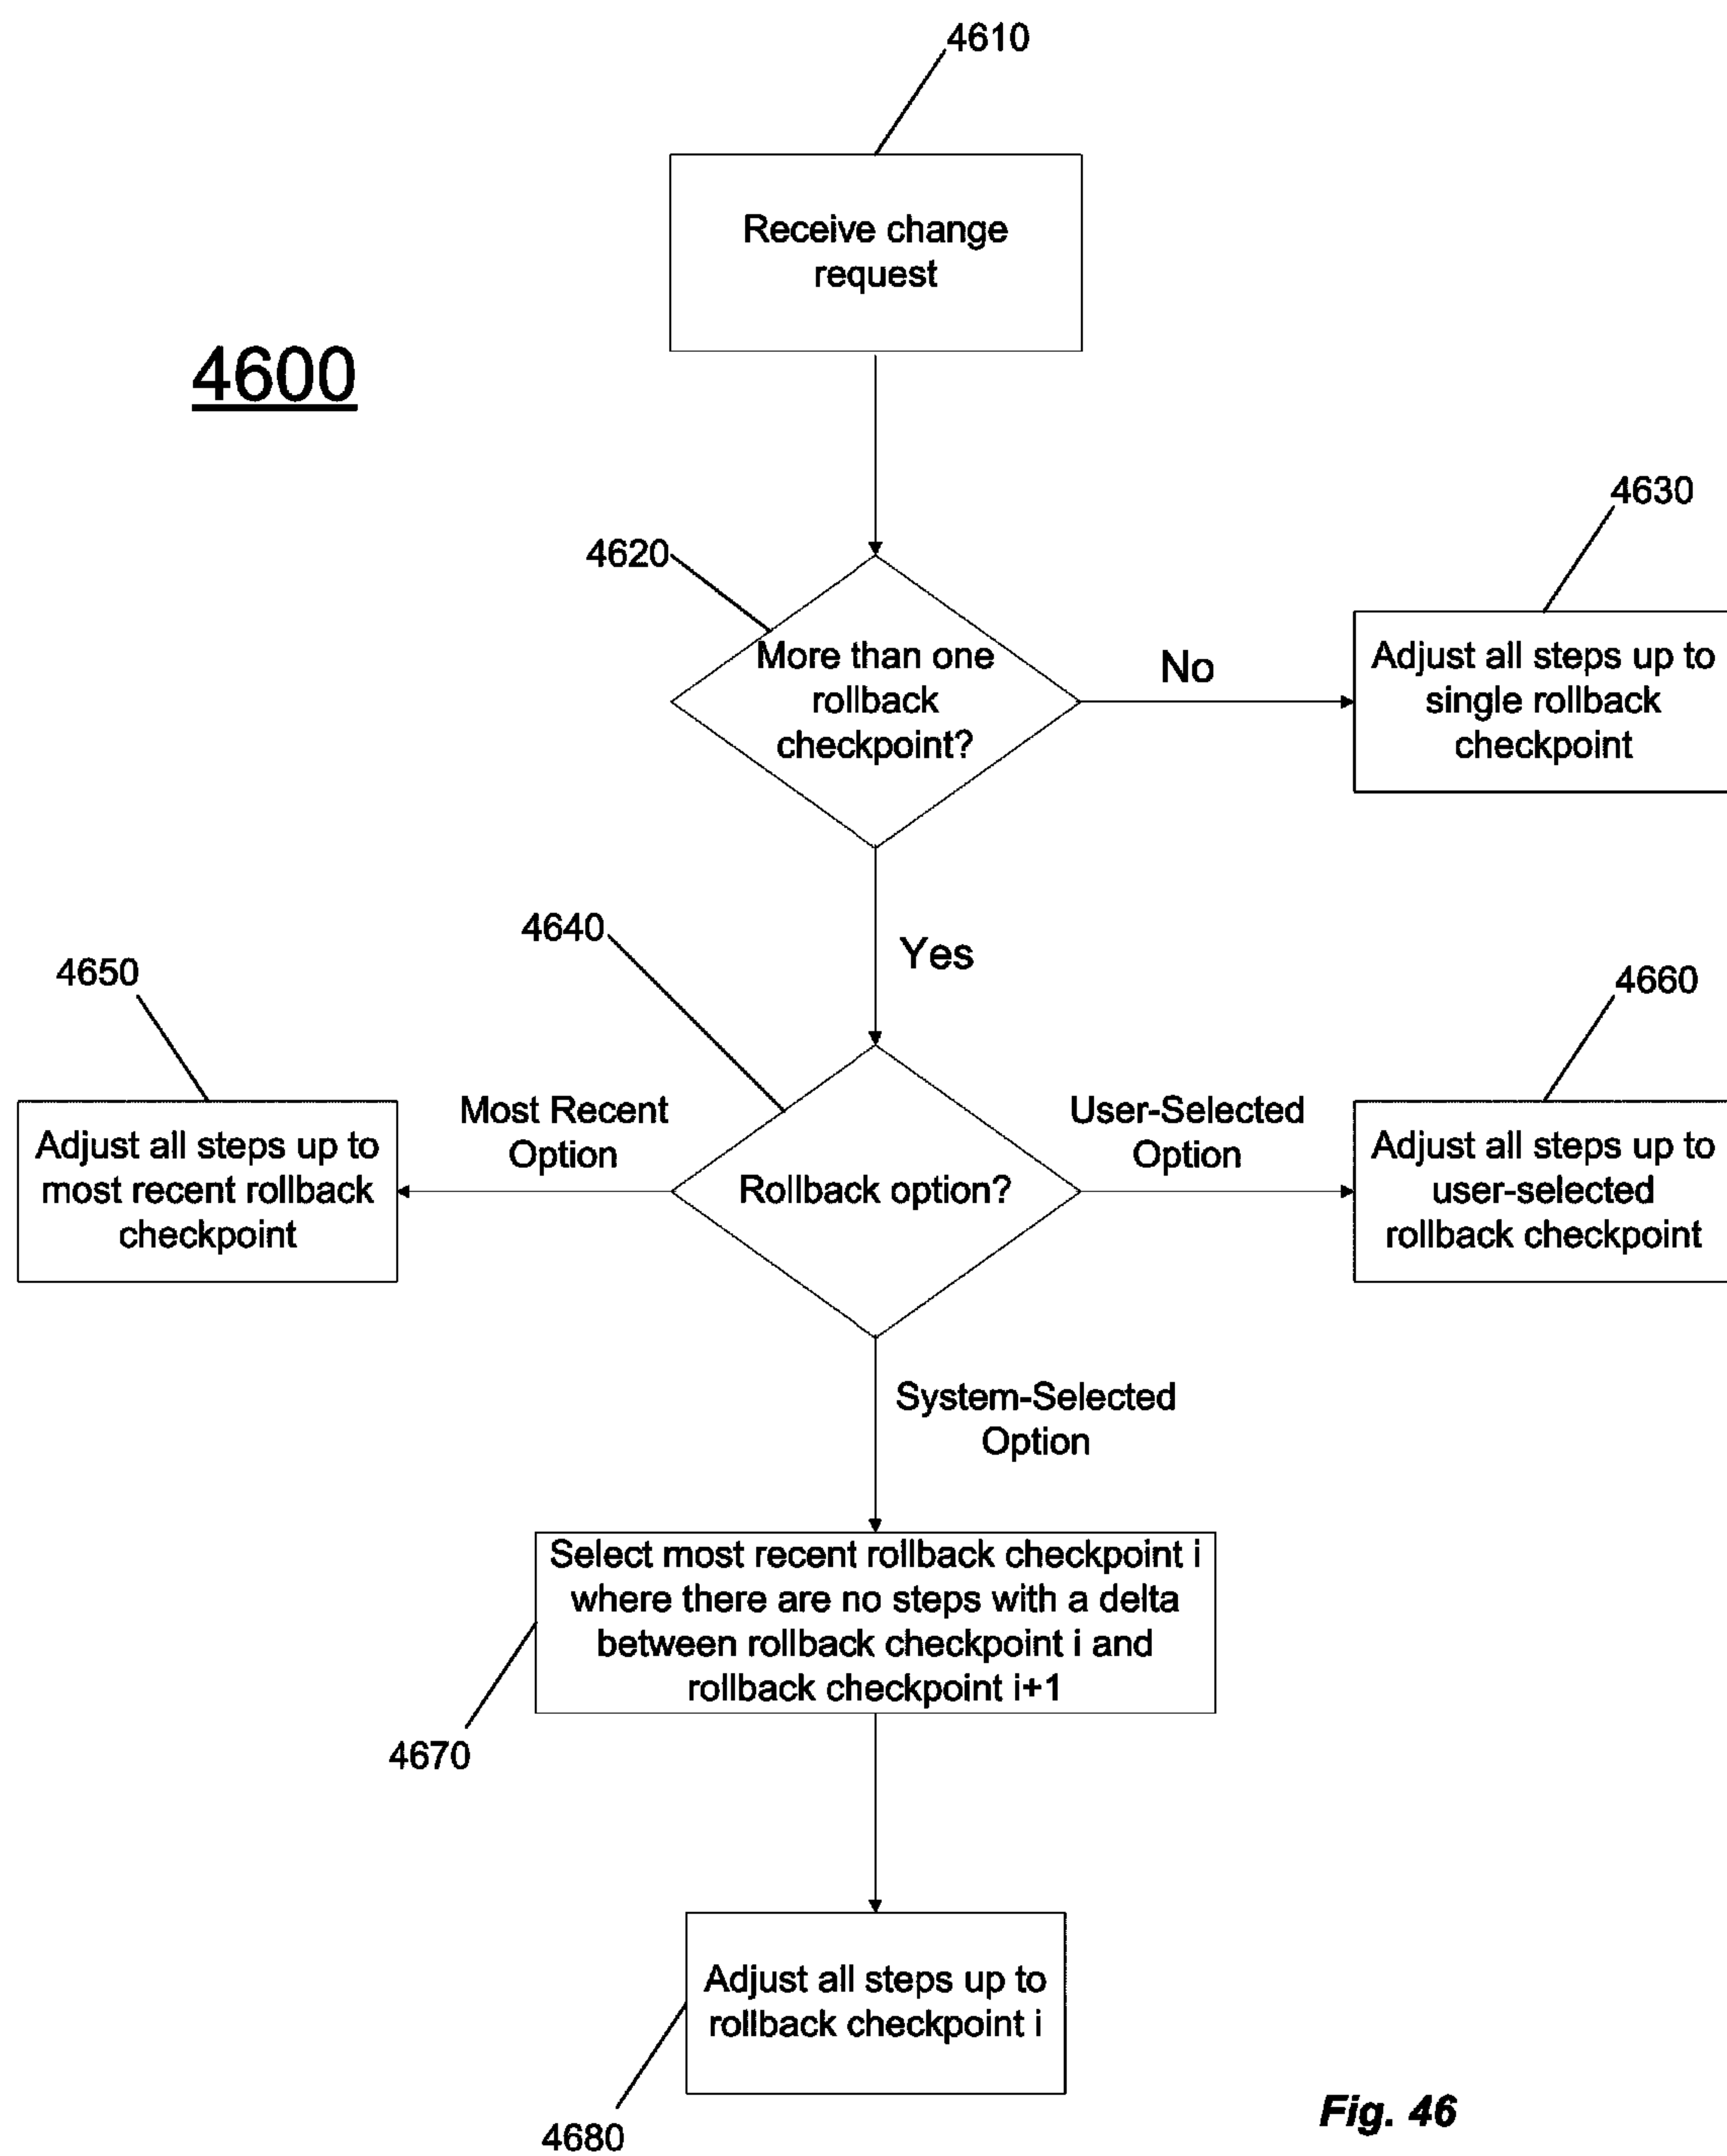 4610
Receive change
request
4600
4630
4620
More than one
rollback
checkpoint?
No
Adjust all steps up to
single rollback
checkpoint
4640
Yes
4650
4660
Most Recent
Option
User-Selected
Option
Adjust all steps up to
most recent rollback
checkpoint
Rollback option?
Adjust all steps up to
user-selected
rollback checkpoint
System-Selected
Option
Select most recent rollback checkpoint i
where there are no steps with a delta
between rollback checkpoint i and
rollback checkpoint i+1
4670
Adjust all steps up to
rollback checkpoint i
4680
Fig. 46